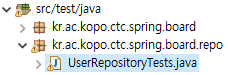 src/test/java
kr.ac.kopo.ctc.spring.board
kr.ac.kopo.ctc.spring.board.repo
UserRepositoryTests.java